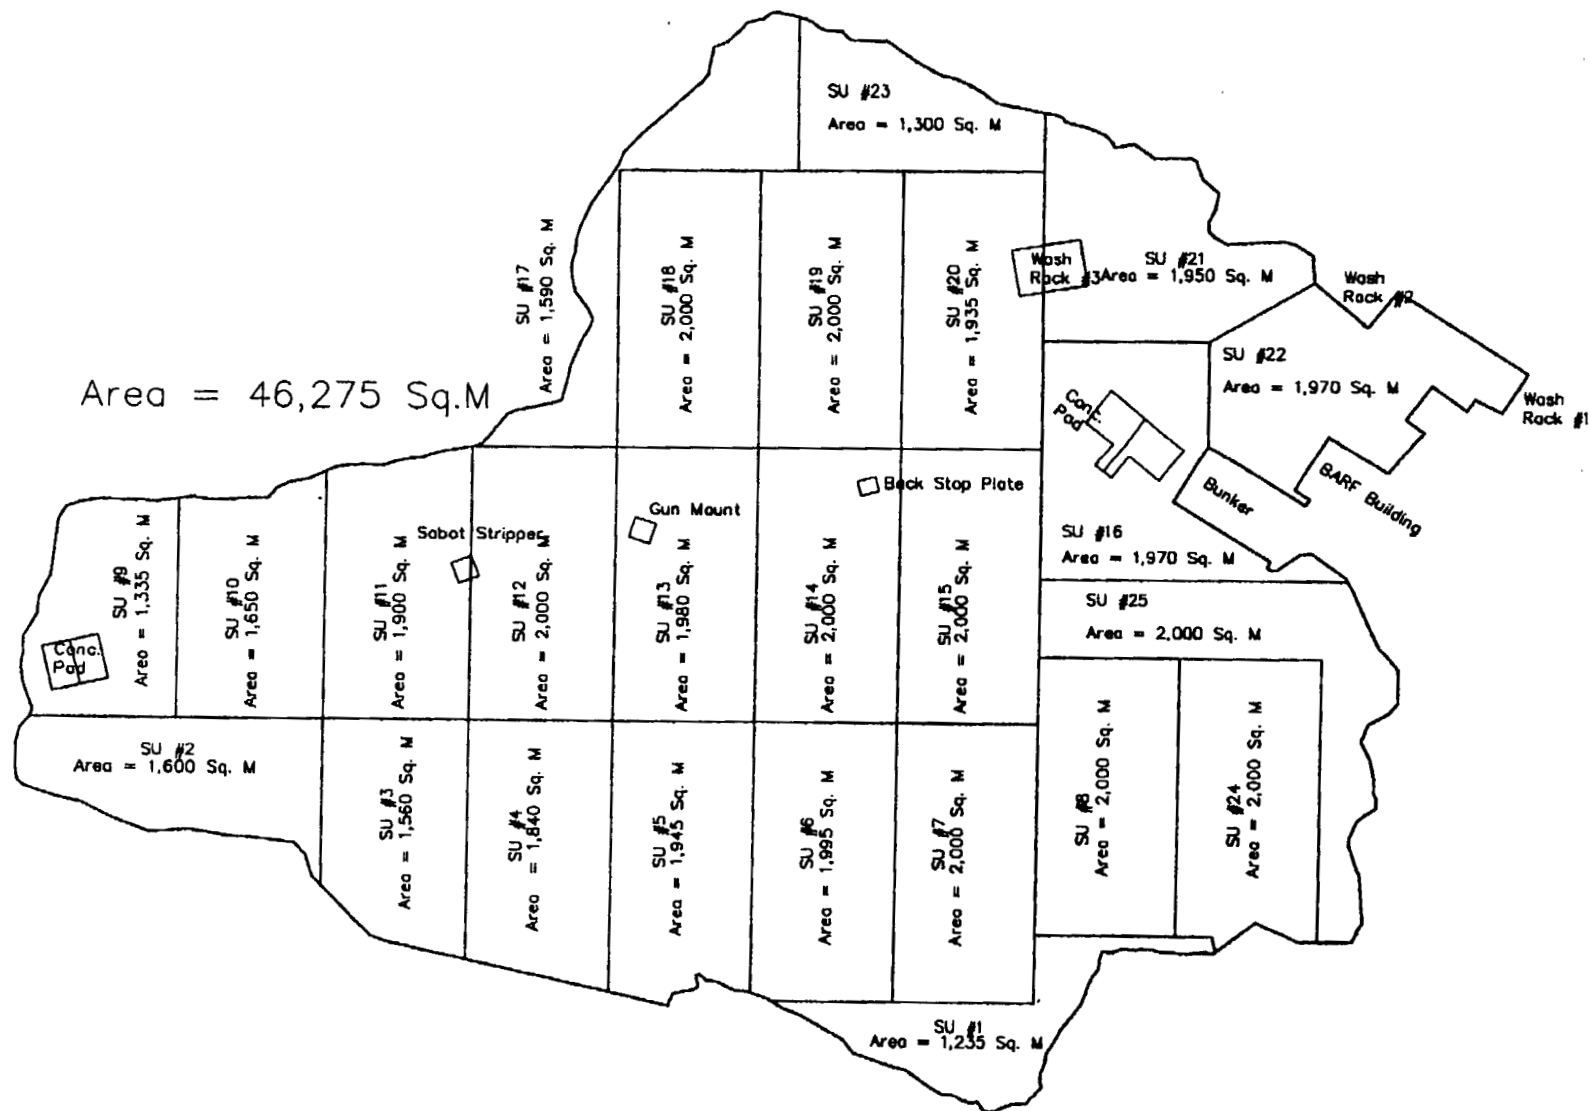 SU #23
Area = 1,300 Sq. M
SU #17
Area = 1,590 Sq. M
SU #18
Area = 2,000 Sq. M
SU #19
Area = 2,000 Sq. M
SU #20
Area = 1,935 Sq. M
Wash
Rack #3
SU #21
Area = 1,950 Sq. M
Wash
Rack #2
SU #22
Area = 1,970 Sq. M
Wash
Rack #1
Area = 46,275 Sq.M
Conc.
Pad
Bunker
BARF Building
Back Stop Plate
Gun Mount
Sabot Stripper
SU #16
Area = 1,970 Sq. M
SU #9
Area = 1,335 Sq. M
SU #10
Area = 1,650 Sq. M
SU #11
Area = 1,900 Sq. M
SU #12
Area = 2,000 Sq. M
SU #13
Area = 1,980 Sq. M
SU #14
Area = 2,000 Sq. M
SU #15
Area = 2,000 Sq. M
SU #25
Area = 2,000 Sq. M
Conc.
Pad
SU #2
Area = 1,600 Sq. M
SU #3
Area = 1,560 Sq. M
SU #4
Area = 1,840 Sq. M
SU #5
Area = 1,945 Sq. M
SU #6
Area = 1,995 Sq. M
SU #7
Area = 2,000 Sq. M
SU #8
Area = 2,000 Sq. M
SU #24
Area = 2,000 Sq. M
SU #1
Area = 1,235 Sq. M